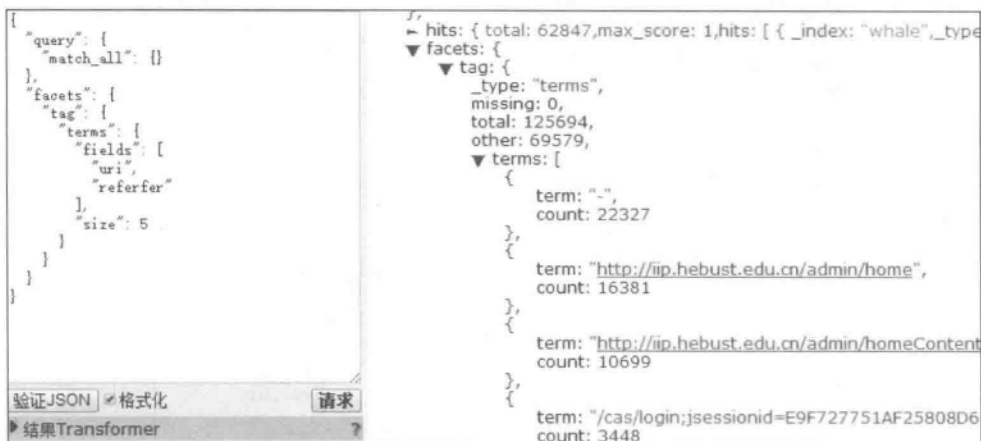 {
"query": {
"match_all": {}
},
"facets": {
"tag": {
"terms": {
"fields": [
"uri",
"referfer"
],
"size": 5
}
}
}
}
验证JSON 格式化 请求
结果Transformer ?
},
hits: { total: 62847,max_score: 1,hits: [ { _index: "whale",_type
facets: {
tag: {
_type: "terms",
missing: 0,
total: 125694,
other: 69579,
terms: [
{
term: "-",
count: 22327
},
{
term: "http://iip.hebust.edu.cn/admin/home",
count: 16381
},
{
term: "http://iip.hebust.edu.cn/admin/homeContent
count: 10699
},
{
term: "/cas/login;jsessionid=E9F727751AF25808D6
count: 3448